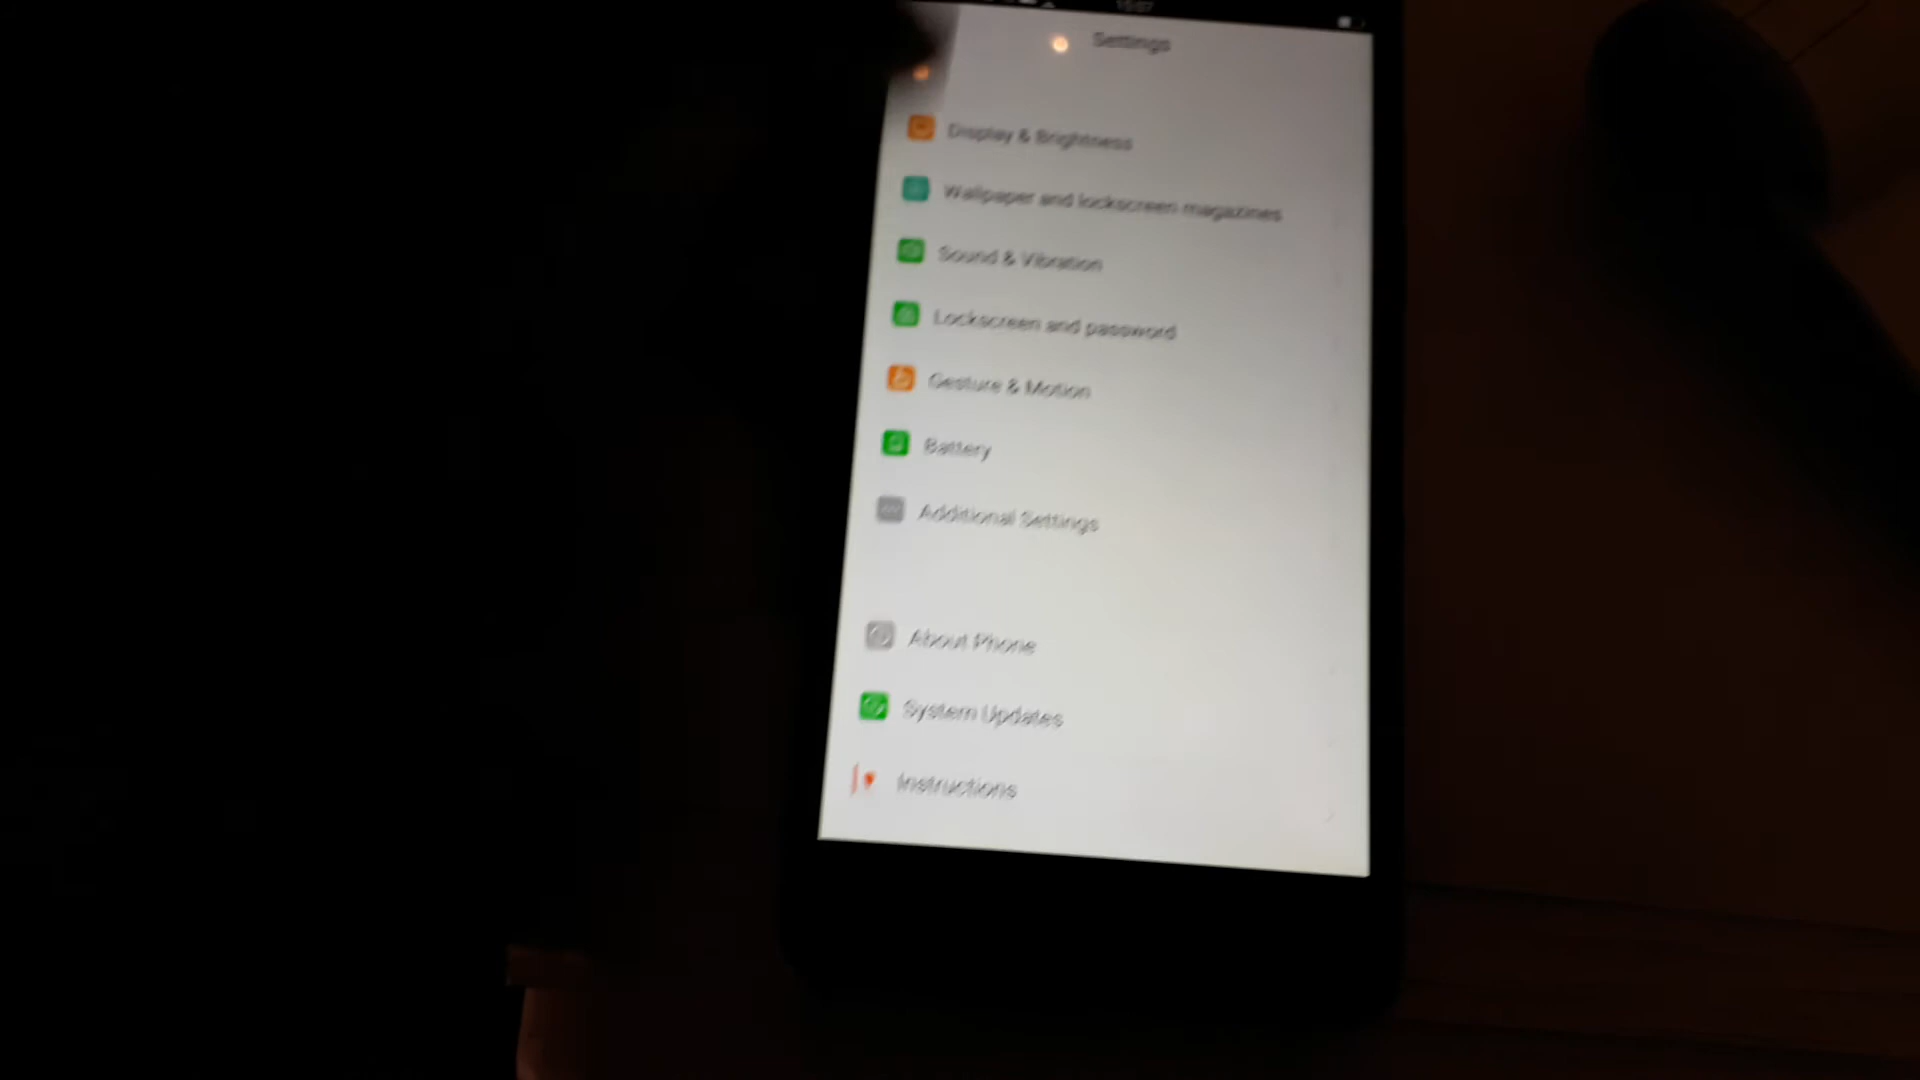 Settings
Display & Brightness
Wallpaper and lockscreen magazines
Sound & Vibration
Lockscreen and password
Gesture & Motion
Battery
Additional Settings
About Phone
System Updates
Instructions